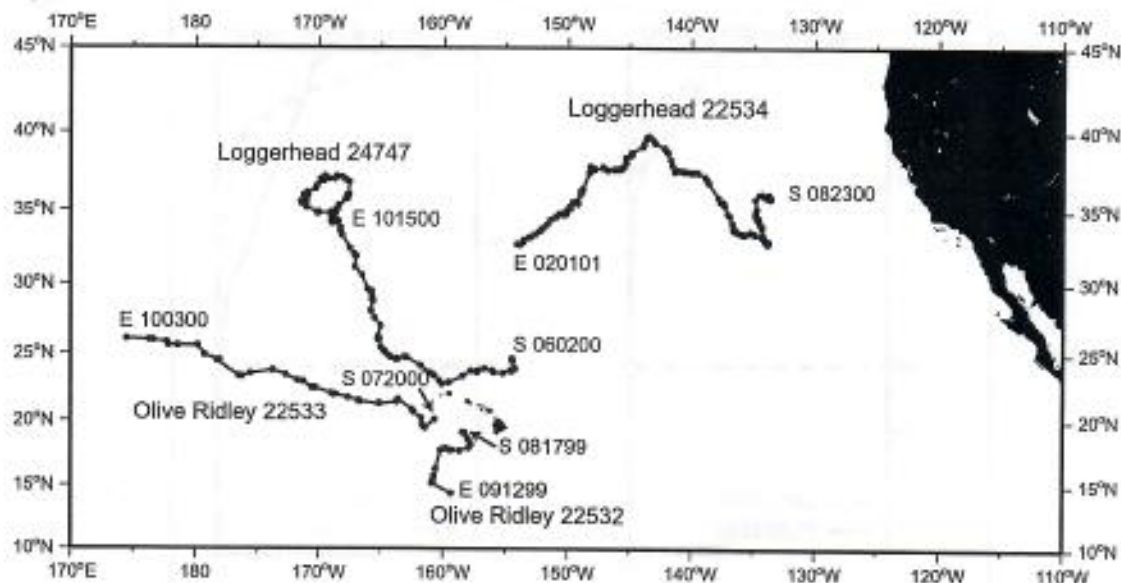 170°E 180 170°W 160°W 150°W 140°W 130°W 120°W 110°W
45°N 45°N
Loggerhead 22534
40°N 40°N
Loggerhead 24747
S 082300
35°N E 101500 35°N
E 020101
30°N 30°N
E 100300
S 060200
25°N 25°N
S 072000
Olive Ridley 22533
20°N 20°N
S 081799
15°N E 091299 15°N
Olive Ridley 22532
10°N 10°N
170°E 180 170°W 160°W 150°W 140°W 130°W 120°W 110°W